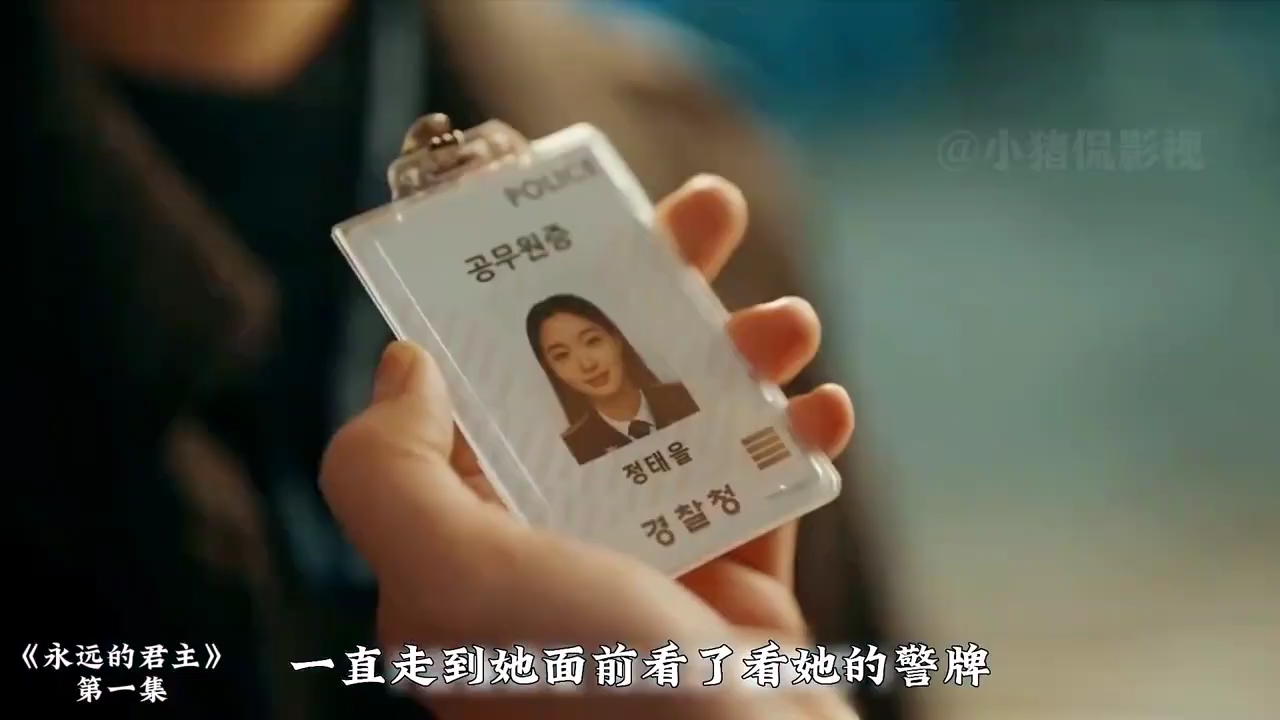 @小猪侃影视
POLICE
공무원증
정태을
경찰청
《永远的君主》
第一集
一直走到她面前看了看她的警牌